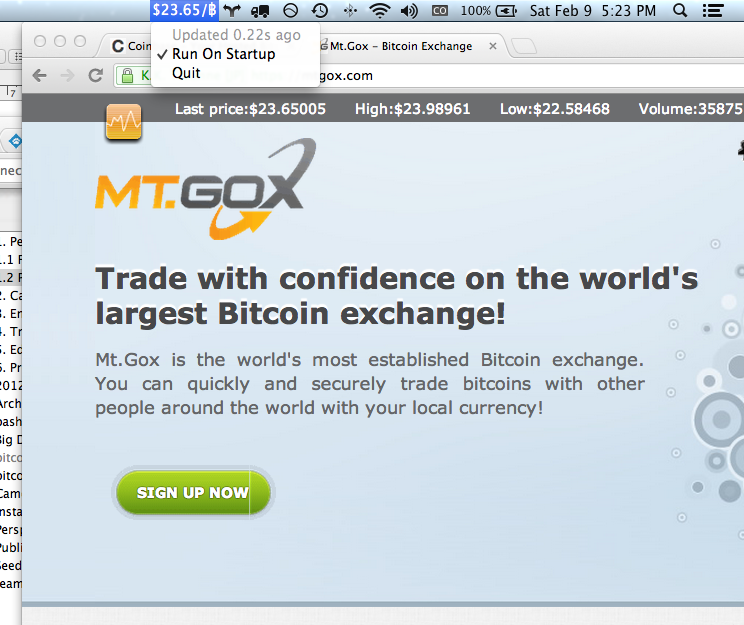 $23.65/฿ 100% Sat Feb 9 5:23 PM
Updated 0.22s ago
✓ Run On Startup
Quit
Mt.Gox – Bitcoin Exchange
gox.com
Last price:$23.65005 High:$23.98961 Low:$22.58468 Volume:35875
MT.GOX
Trade with confidence on the world's
largest Bitcoin exchange!
Mt.Gox is the world's most established Bitcoin exchange.
You can quickly and securely trade bitcoins with other
people around the world with your local currency!
SIGN UP NOW